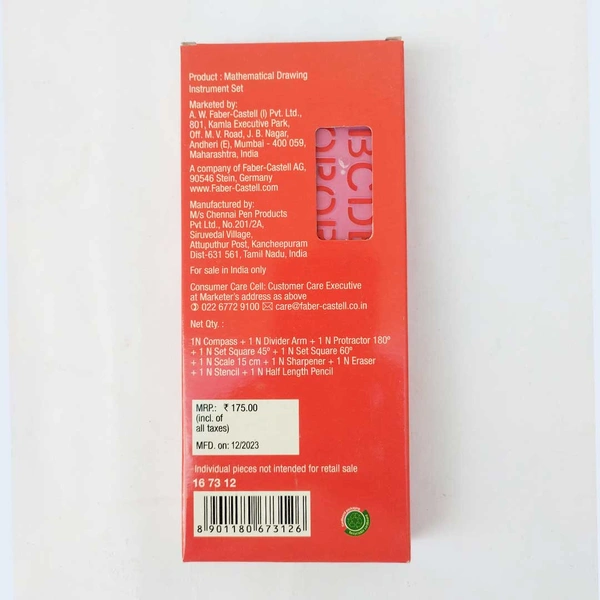 Product : Mathematical Drawing
Instrument Set
Marketed by:
A. W. Faber-Castell (I) Pvt. Ltd.,
801, Kamla Executive Park,
Off. M. V. Road, J. B. Nagar,
Andheri (E), Mumbai - 400 059,
Maharashtra, India
A company of Faber-Castell AG,
90546 Stein, Germany
www.Faber-Castell.com
Manufactured by:
M/s Chennai Pen Products
Pvt Ltd., No.201/2A,
Siruvedal Village,
Attuputhur Post, Kancheepuram
Dist-631 561, Tamil Nadu, India
For sale in India only
Consumer Care Cell: Customer Care Executive
at Marketer's address as above
022 6772 9100 care@faber-castell.co.in
Net Qty. :
1N Compass + 1 N Divider Arm + 1 N Protractor 180°
+ 1 N Set Square 45° + 1 N Set Square 60°
+ 1 N Scale 15 cm + 1 N Sharpener + 1 N Eraser
+ 1 N Stencil + 1 N Half Length Pencil
MRP.: ₹ 175.00
(incl. of
all taxes)
MFD. on: 12/2023
Individual pieces not intended for retail sale
16 73 12
8 901180 673126